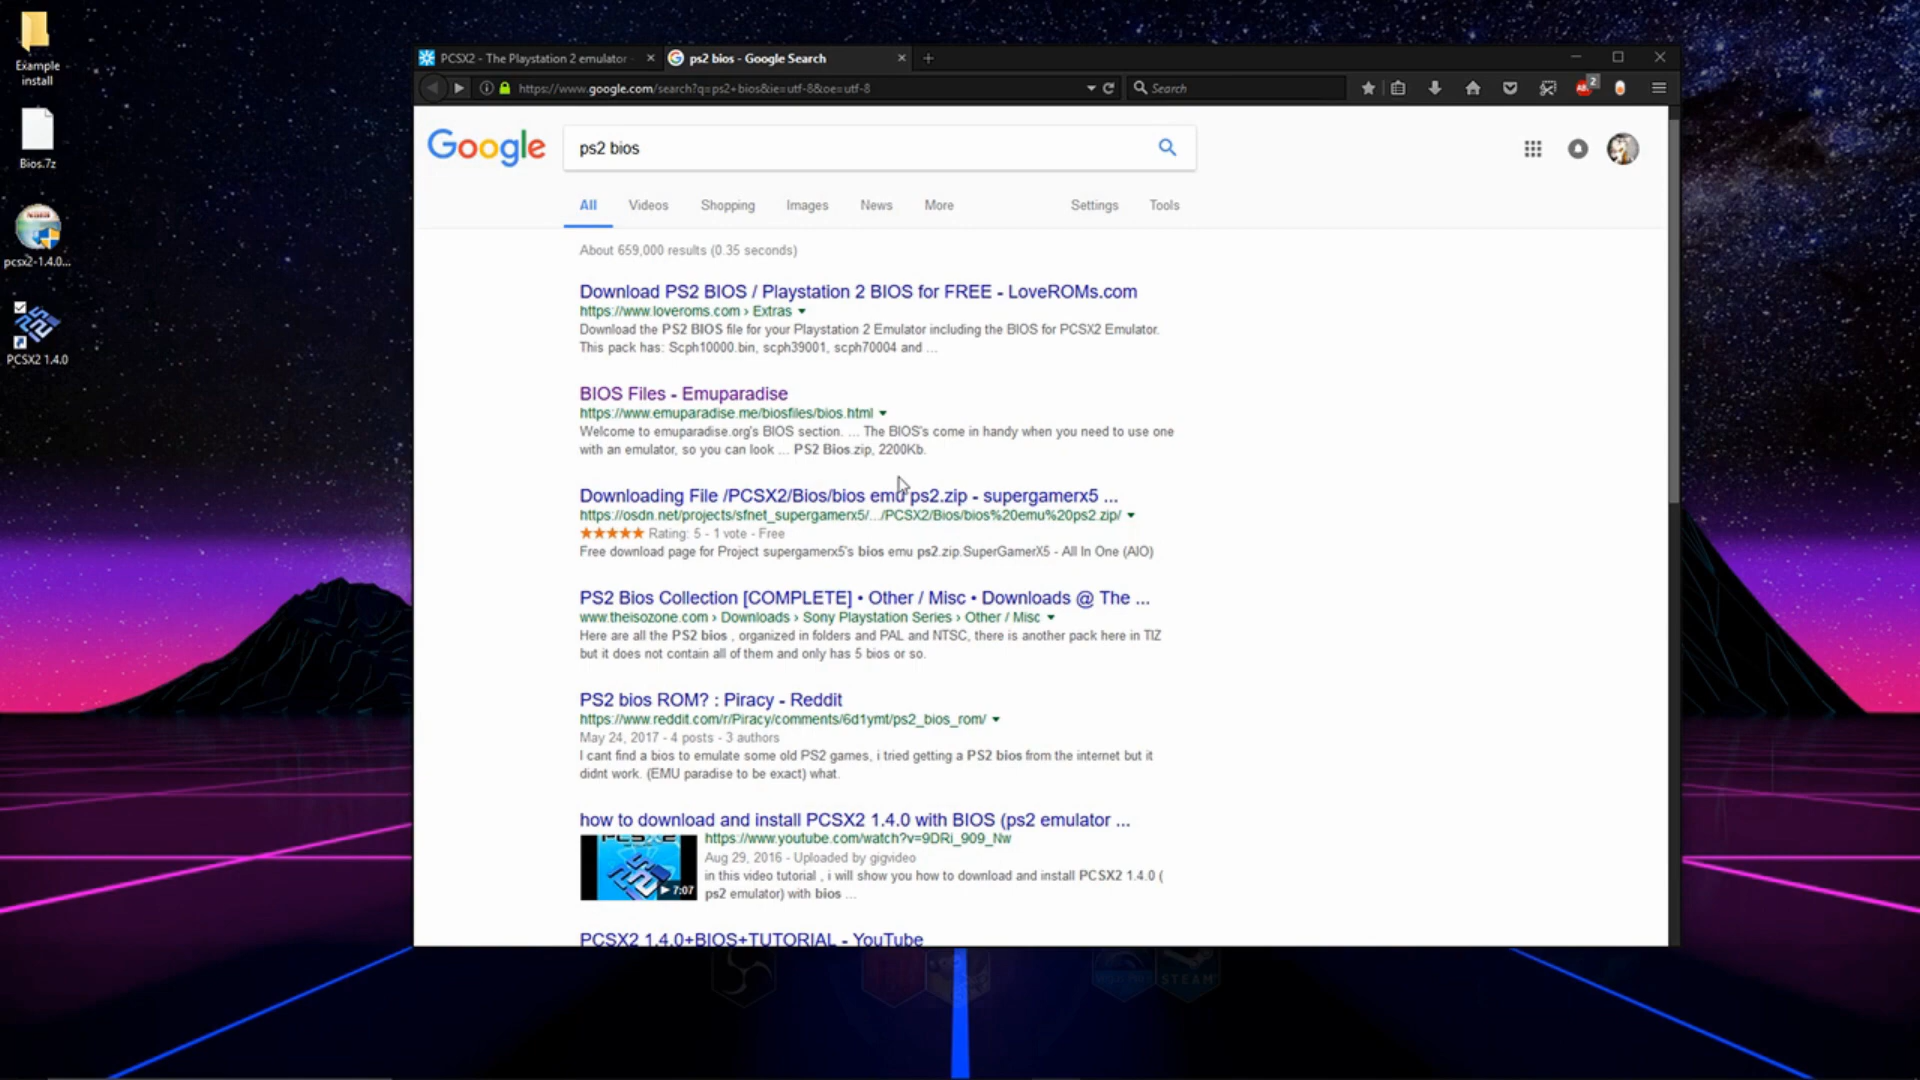 Example
install
Bios.7z
pcsx2-1.4.0...
PCSX2 1.4.0
PCSX2 - The Playstation 2 emulator
ps2 bios - Google Search
https://www.google.com/search?q=ps2+bios&ie=utf-8&oe=utf-8
Search
2
Google
ps2 bios
All
Videos
Shopping
Images
News
More
Settings
Tools
About 659,000 results (0.35 seconds)
Download PS2 BIOS / Playstation 2 BIOS for FREE - LoveROMs.com
https://www.loveroms.com › Extras
Download the PS2 BIOS file for your Playstation 2 Emulator including the BIOS for PCSX2 Emulator.
This pack has: Scph10000.bin, scph39001, scph70004 and ...
BIOS Files - Emuparadise
https://www.emuparadise.me/biosfiles/bios.html
Welcome to emuparadise.org's BIOS section. ... The BIOS's come in handy when you need to use one
with an emulator, so you can look ... PS2 Bios.zip, 2200Kb.
Downloading File /PCSX2/Bios/bios emu ps2.zip - supergamerx5 ...
https://osdn.net/projects/sfnet_supergamerx5/.../PCSX2/Bios/bios%20emu%20ps2.zip/
Rating: 5 - 1 vote - Free
Free download page for Project supergamerx5's bios emu ps2.zip.SuperGamerX5 - All In One (AIO)
PS2 Bios Collection [COMPLETE] • Other / Misc • Downloads @ The ...
www.theisozone.com › Downloads › Sony Playstation Series › Other / Misc
Here are all the PS2 bios , organized in folders and PAL and NTSC, there is another pack here in TIZ
but it does not contain all of them and only has 5 bios or so.
PS2 bios ROM? : Piracy - Reddit
https://www.reddit.com/r/Piracy/comments/6d1ymt/ps2_bios_rom/
May 24, 2017 - 4 posts - 3 authors
I cant find a bios to emulate some old PS2 games, i tried getting a PS2 bios from the internet but it
didnt work. (EMU paradise to be exact) what.
how to download and install PCSX2 1.4.0 with BIOS (ps2 emulator ...
https://www.youtube.com/watch?v=9DRi_909_Nw
Aug 29, 2016 - Uploaded by gigvideo
in this video tutorial , i will show you how to download and install PCSX2 1.4.0 (
ps2 emulator) with bios ...
7:07
PCSX2 1.4.0+BIOS+TUTORIAL - YouTube
STEAM